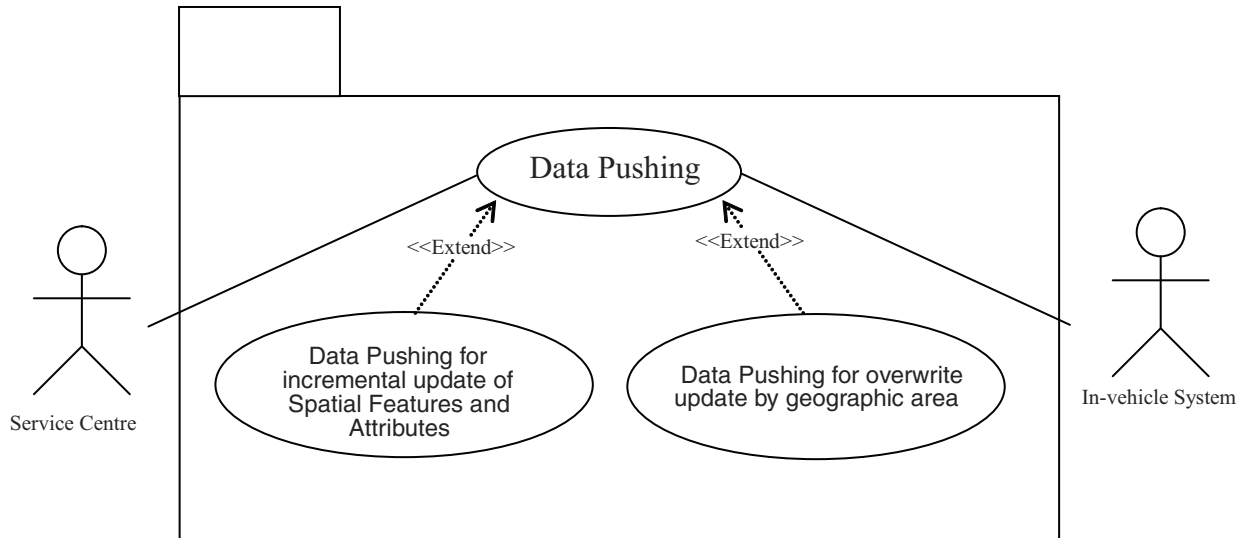 Data Pushing
<<Extend>>
<<Extend>>
Data Pushing for
incremental update of
Spatial Features and
Attributes
Data Pushing for overwrite
update by geographic area
Service Centre
In-vehicle System